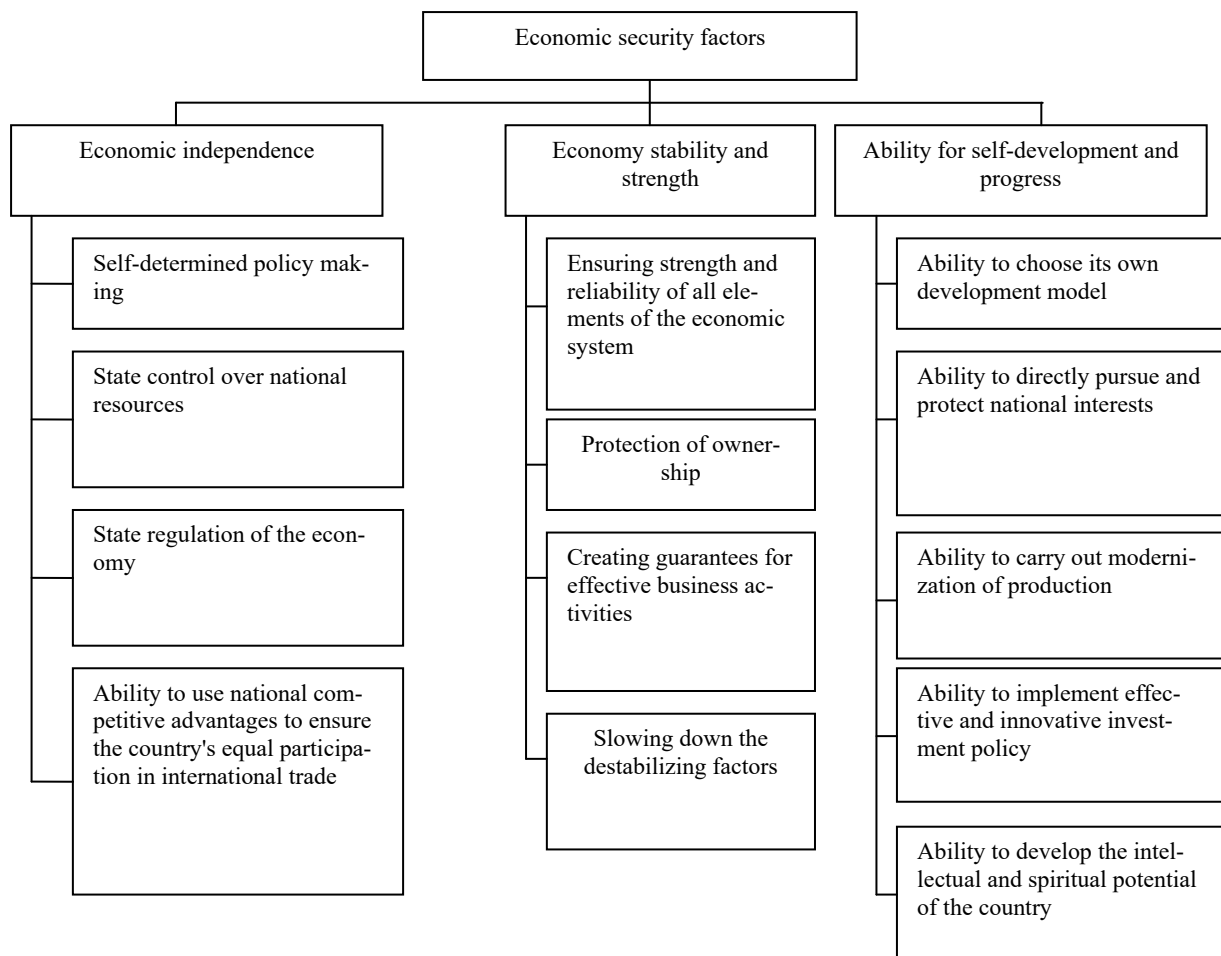 Economic security factors
Economic independence
Self-determined policy mak-
ing
State control over national
resources
State regulation of the econ-
omy
Ability to use national com-
petitive advantages to ensure
the country's equal participa-
tion in international trade
Economy stability and
strength
Ensuring strength and
reliability of all ele-
ments of the economic
system
Protection of owner-
ship
Creating guarantees for
effective business ac-
tivities
Slowing down the
destabilizing factors
Ability for self-development and
progress
Ability to choose its own
development model
Ability to directly pursue and
protect national interests
Ability to carry out moderni-
zation of production
Ability to implement effec-
tive and innovative invest-
ment policy
Ability to develop the intel-
lectual and spiritual potential
of the country